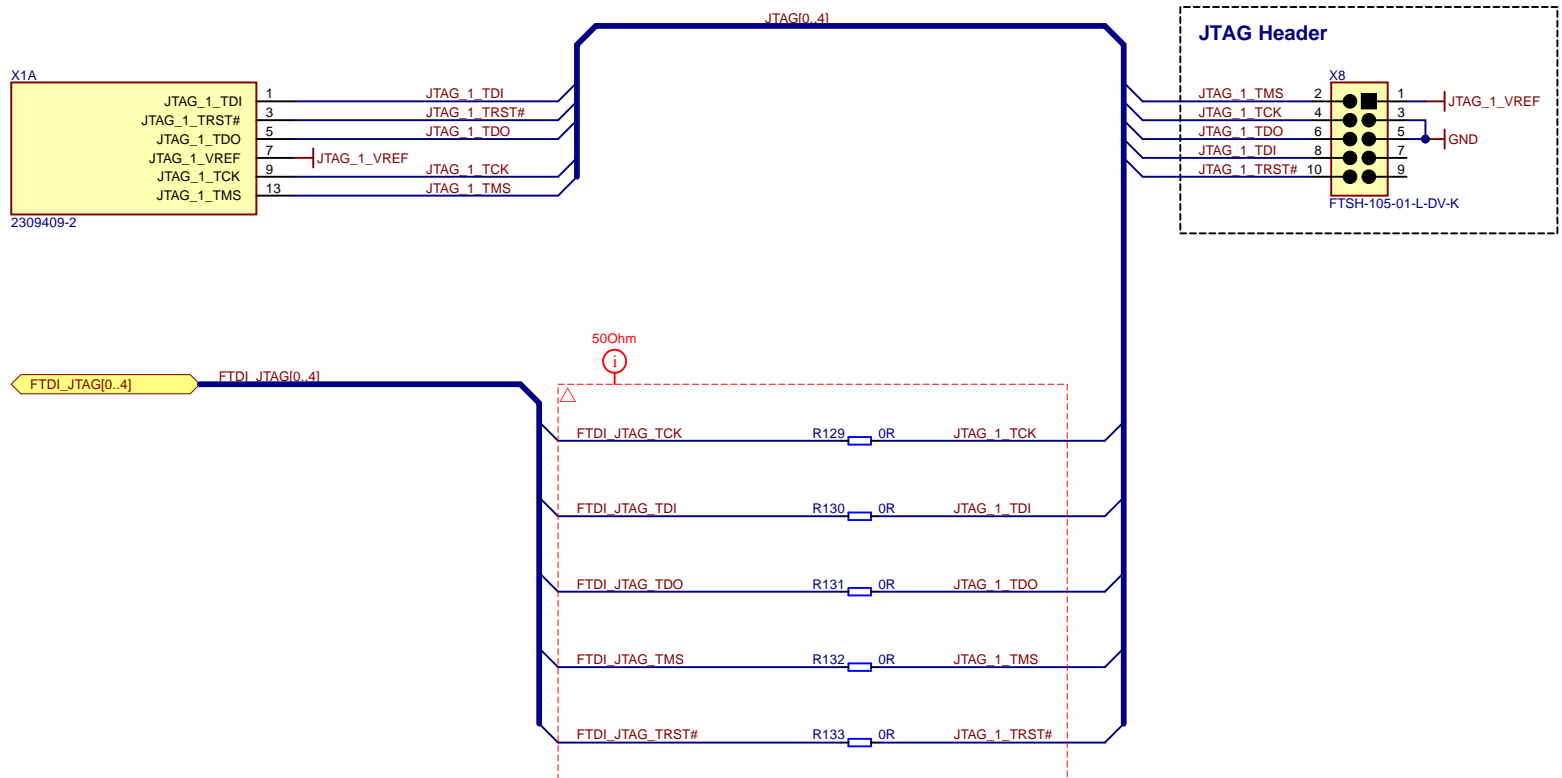 JTAG[0..4]
JTAG Header
X1A
JTAG_1_TDI 1 JTAG_1_TDI
JTAG_1_TRST# 3 JTAG_1_TRST#
JTAG_1_TDO 5 JTAG_1_TDO
JTAG_1_VREF 7 JTAG_1_VREF
JTAG_1_TCK 9 JTAG_1_TCK
JTAG_1_TMS 13 JTAG_1_TMS
2309409-2
X8
JTAG_1_TMS 2 1 JTAG_1_VREF
JTAG_1_TCK 4 3
JTAG_1_TDO 6 5 GND
JTAG_1_TDI 8 7
JTAG_1_TRST# 10 9
FTSH-105-01-L-DV-K
50Ohm
i
FTDI_JTAG[0..4] FTDI_JTAG[0..4]
FTDI_JTAG_TCK R129 0R JTAG_1_TCK
FTDI_JTAG_TDI R130 0R JTAG_1_TDI
FTDI_JTAG_TDO R131 0R JTAG_1_TDO
FTDI_JTAG_TMS R132 0R JTAG_1_TMS
FTDI_JTAG_TRST# R133 0R JTAG_1_TRST#